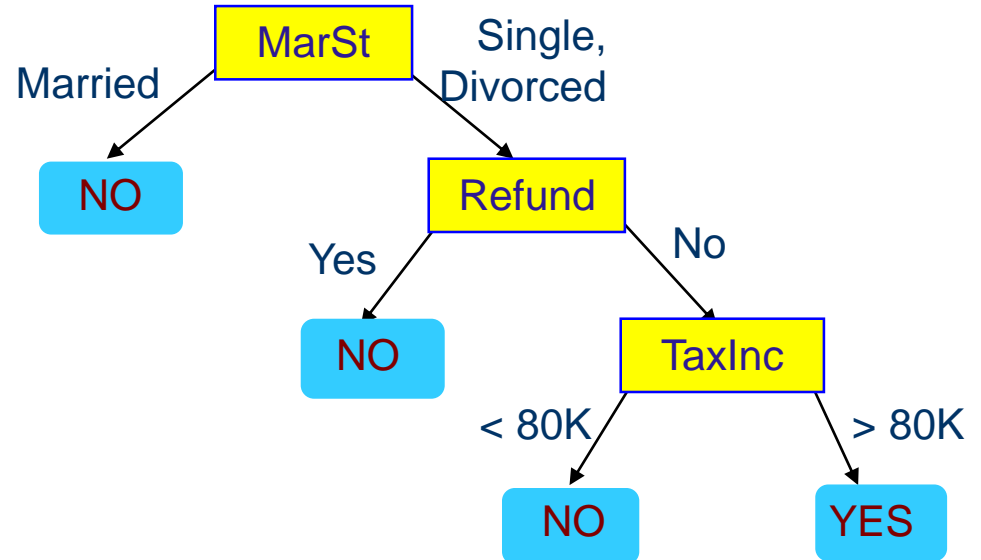 MarSt
Single,
Divorced
Married
NO
Refund
Yes
No
NO
TaxInc
< 80K
> 80K
NO
YES